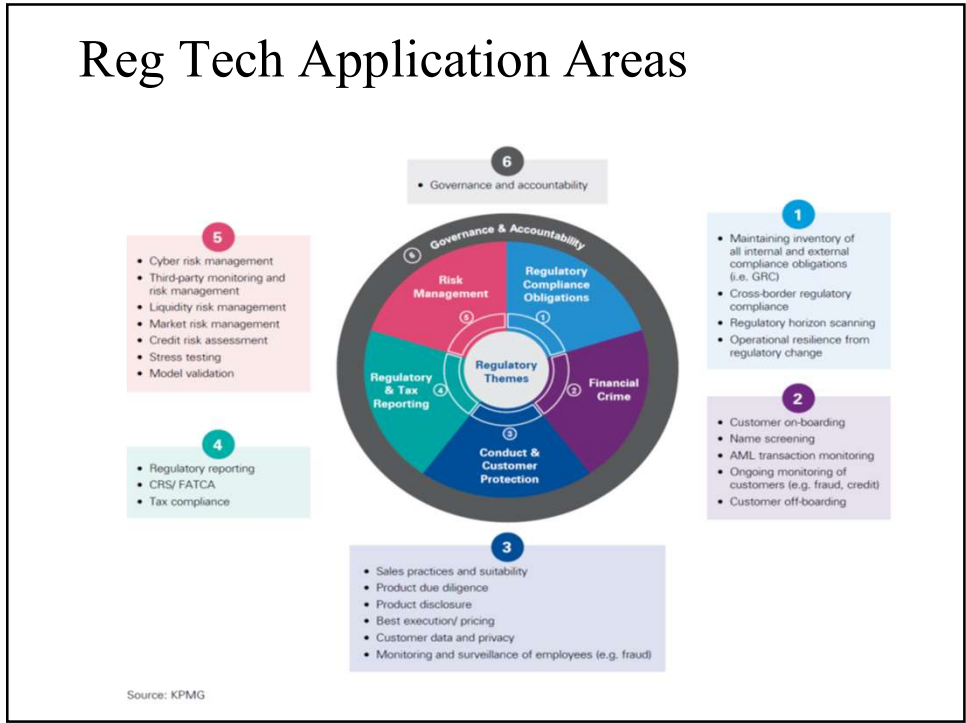 Reg Tech Application Areas
6
• Governance and accountability
5
• Cyber risk management
• Third-party monitoring and
risk management
• Liquidity risk management
• Market risk management
• Credit risk assessment
• Stress testing
• Model validation
4
• Regulatory reporting
• CRS/ FATCA
• Tax compliance
6 Governance & Accountability
Risk
Management
5
Regulatory
Compliance
Obligations
1
Regulatory
Themes
Regulatory
& Tax
Reporting
4
2
Financial
Crime
3
Conduct &
Customer
Protection
1
• Maintaining inventory of
all internal and external
compliance obligations
(i.e. GRC)
• Cross-border regulatory
compliance
• Regulatory horizon scanning
• Operational resilience from
regulatory change
2
• Customer on-boarding
• Name screening
• AML transaction monitoring
• Ongoing monitoring of
customers (e.g. fraud, credit)
• Customer off-boarding
3
• Sales practices and suitability
• Product due diligence
• Product disclosure
• Best execution/ pricing
• Customer data and privacy
• Monitoring and surveillance of employees (e.g. fraud)
Source: KPMG